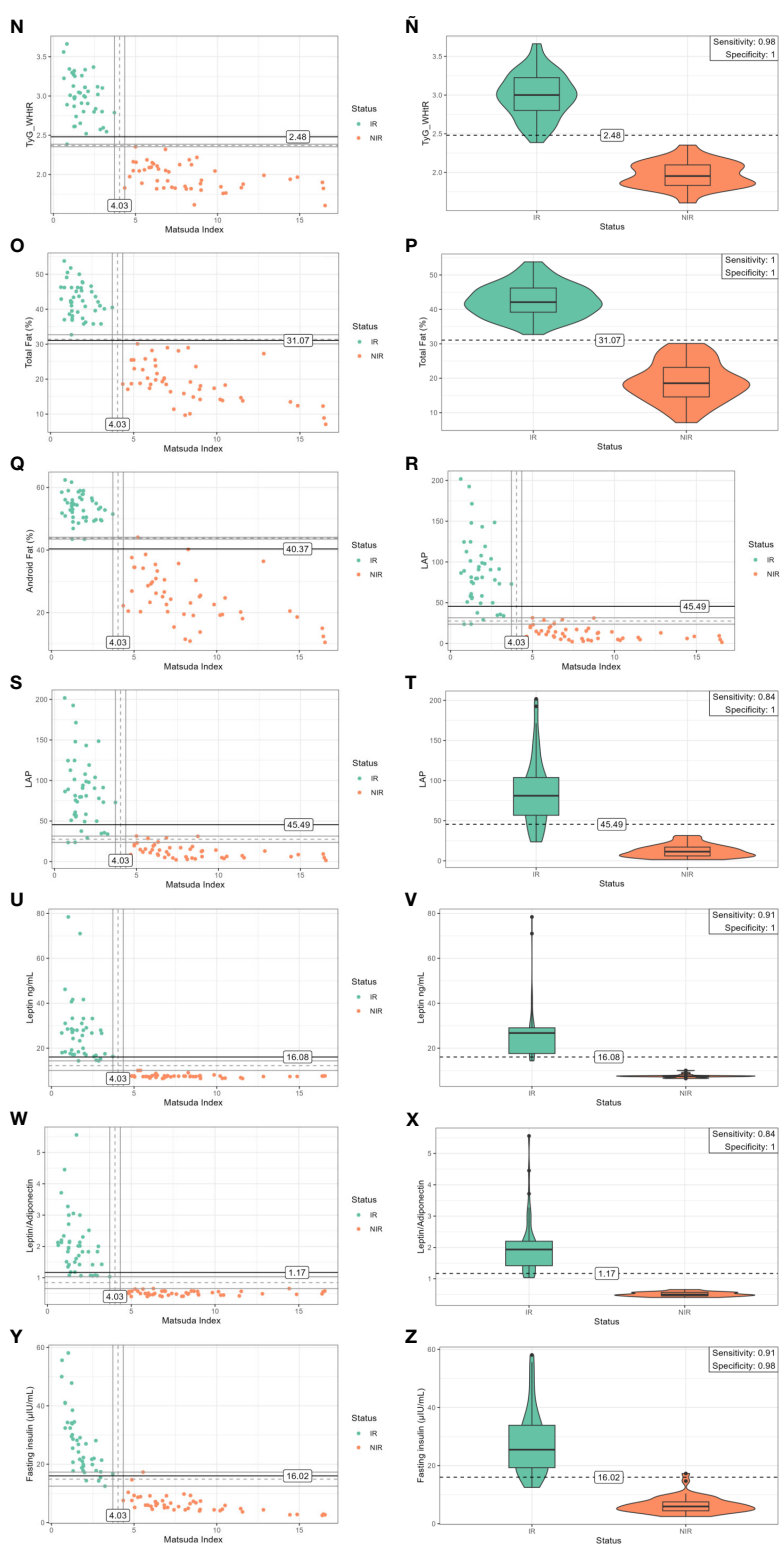 N
3.5
3.0
2.5
2.0
TyG_WHtR
2.48
4.03
0
5
10
15
Matsuda Index
Status
IR
NIR
Ñ
Sensitivity: 0.98
Specificity: 1
3.5
3.0
2.5
2.0
TyG_WHtR
2.48
IR
NIR
Status
O
50
40
30
20
10
Total Fat (%)
31.07
4.03
0
5
10
15
Matsuda Index
Status
IR
NIR
P
Sensitivity: 1
Specificity: 1
50
40
30
20
10
Total Fat (%)
31.07
IR
NIR
Status
Q
60
40
20
Android Fat (%)
40.37
4.03
0
5
10
15
Matsuda Index
Status
IR
NIR
R
200
150
100
50
0
LAP
45.49
4.03
0
5
10
15
Matsuda Index
Status
IR
NIR
S
200
150
100
50
0
LAP
45.49
4.03
0
5
10
15
Matsuda Index
Status
IR
NIR
T
Sensitivity: 0.84
Specificity: 1
200
150
100
50
0
LAP
45.49
IR
NIR
Status
U
80
60
40
20
0
Leptin ng/mL
16.08
4.03
0
5
10
15
Matsuda Index
Status
IR
NIR
V
Sensitivity: 0.91
Specificity: 1
80
60
40
20
Leptin ng/mL
16.08
IR
NIR
Status
W
5
4
3
2
1
Leptin/Adiponectin
1.17
4.03
0
5
10
15
Matsuda Index
Status
IR
NIR
X
Sensitivity: 0.84
Specificity: 1
5
4
3
2
1
Leptin/Adiponectin
1.17
IR
NIR
Status
Y
60
40
20
0
Fasting insulin (µIU/mL)
16.02
4.03
0
5
10
15
Matsuda Index
Status
IR
NIR
Z
Sensitivity: 0.91
Specificity: 0.98
60
40
20
0
Fasting insulin (µIU/mL)
16.02
IR
NIR
Status